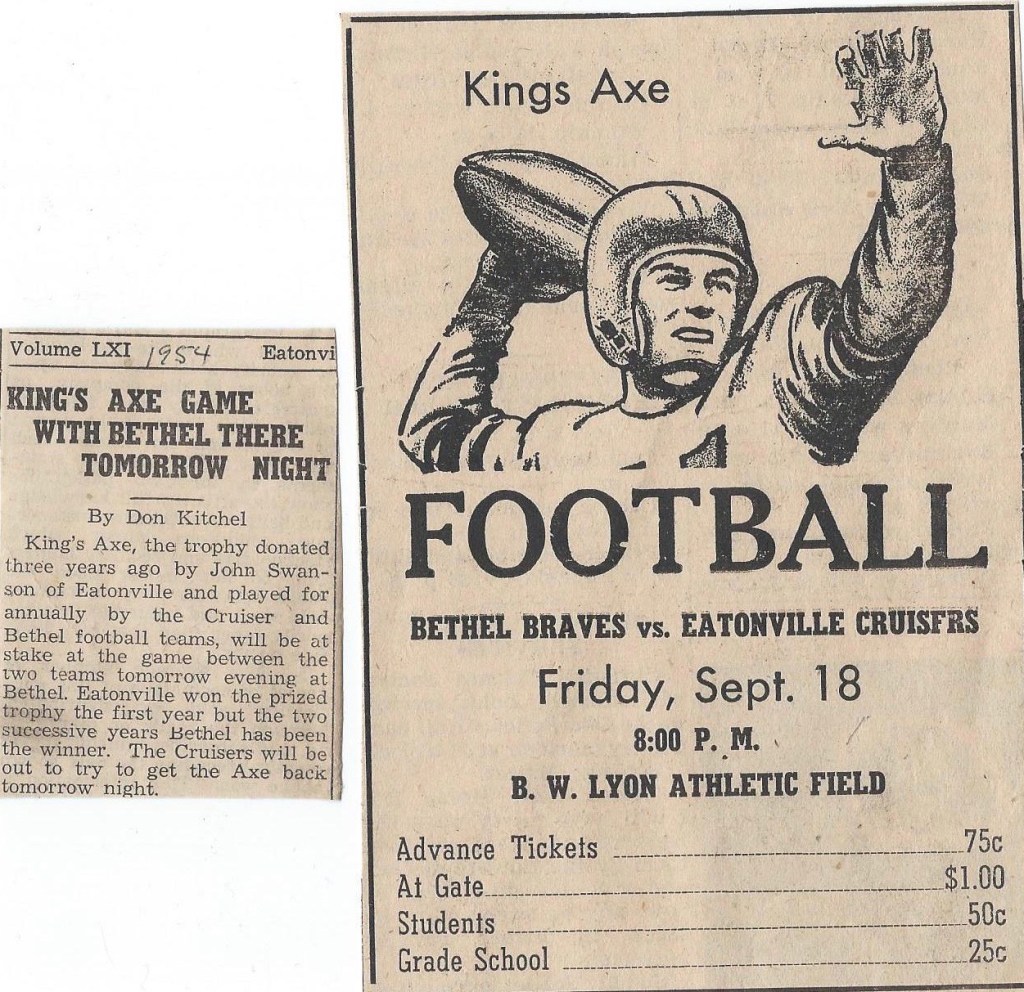 Volume LXI 1954 Eatonvi
KING'S AXE GAME
WITH BETHEL THERE
TOMORROW NIGHT
By Don Kitchel
King's Axe, the trophy donated
three years ago by John Swan-
son of Eatonville and played for
annually by the Cruiser and
Bethel football teams, will be at
stake at the game between the
two teams tomorrow evening at
Bethel. Eatonville won the prized
trophy the first year but the two
successive years Bethel has been
the winner. The Cruisers will be
out to try to get the Axe back
tomorrow night.
Kings Axe
1
FOOTBALL
BETHEL BRAVES vs. EATONVILLE CRUISFRS
Friday, Sept. 18
8:00 P. M.
B. W. LYON ATHLETIC FIELD
Advance Tickets 75c
At Gate $1.00
Students 50c
Grade School 25c